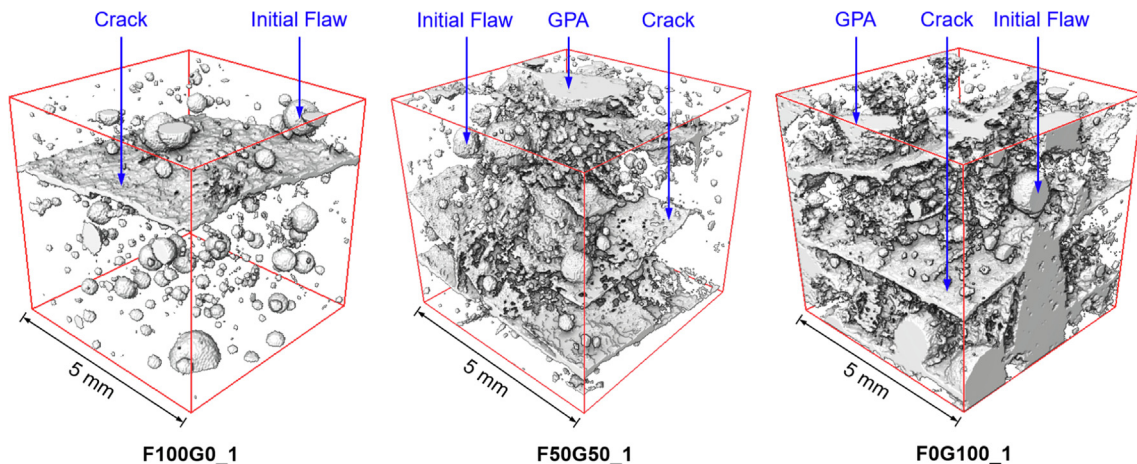 Crack Initial Flaw Initial Flaw GPA Crack GPA Crack Initial Flaw
5 mm 5 mm 5 mm
F100G0_1 F50G50_1 F0G100_1